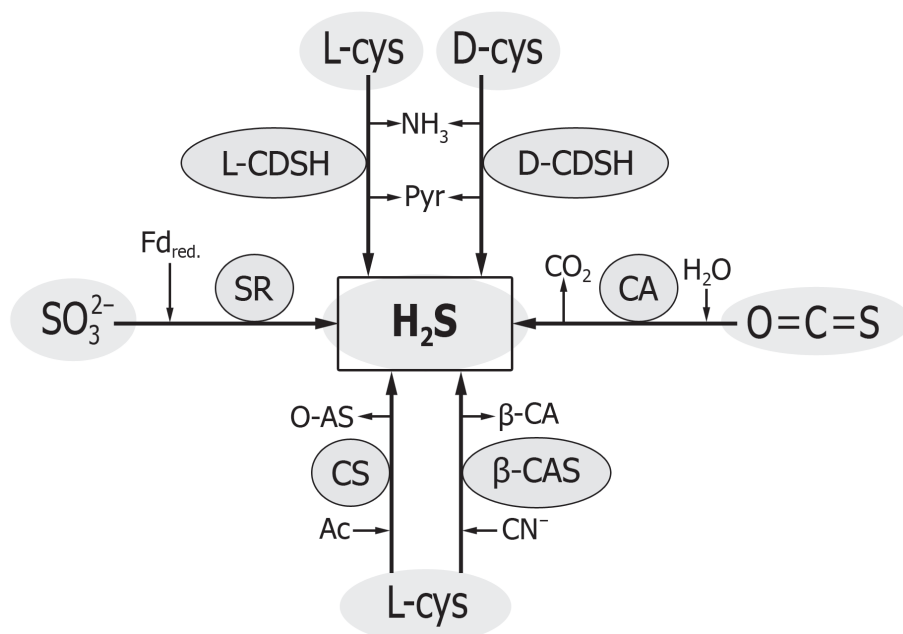 L-cys
D-cys
NH₃
L-CDSH
D-CDSH
Pyr
Fd_red.
SR
CO₂
CA
H₂O
SO₃²⁻
H₂S
O=C=S
O-AS
β-CA
CS
β-CAS
Ac
CN⁻
L-cys